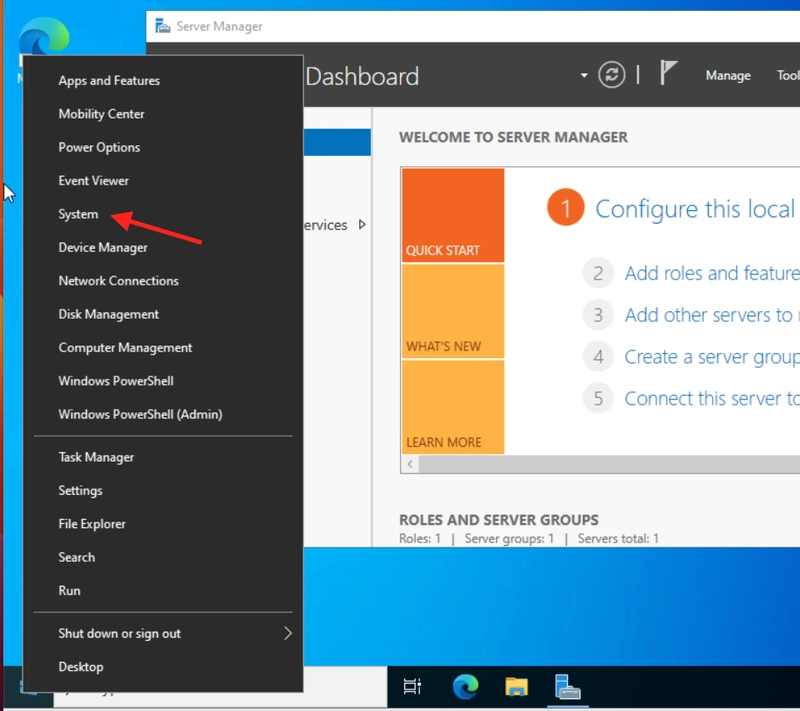 Server Manager
Dashboard
Manage
Apps and Features
Mobility Center
Power Options
Event Viewer
System
Device Manager
Network Connections
Disk Management
Computer Management
Windows PowerShell
Windows PowerShell (Admin)
Task Manager
Settings
File Explorer
Search
Run
Shut down or sign out
Desktop
WELCOME TO SERVER MANAGER
QUICK START
WHAT'S NEW
LEARN MORE
1 Configure this local
2 Add roles and feature
3 Add other servers to
4 Create a server group
5 Connect this server to
ROLES AND SERVER GROUPS
Roles: 1 | Server groups: 1 | Servers total: 1